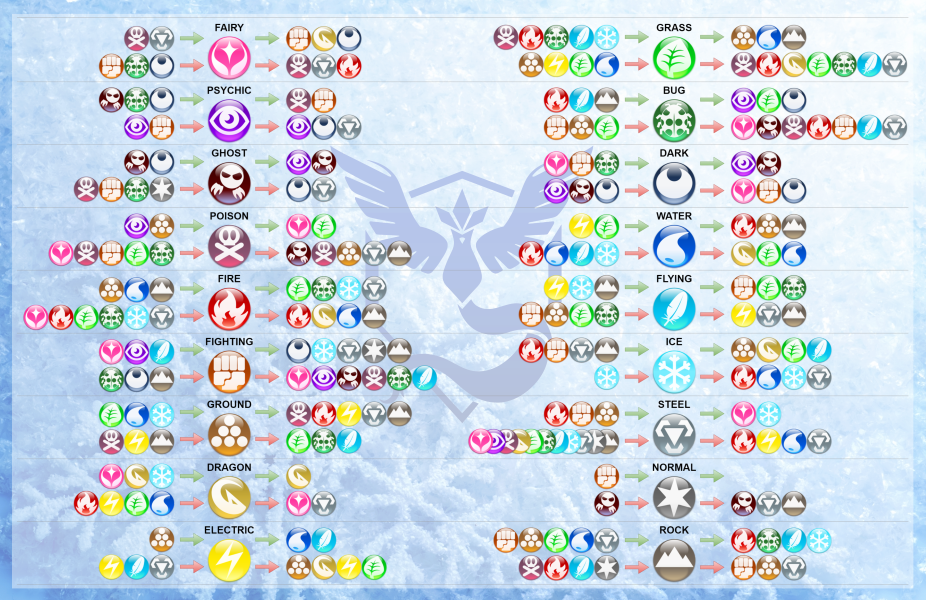 FAIRY
GRASS
PSYCHIC
BUG
GHOST
DARK
POISON
WATER
FIRE
FLYING
FIGHTING
ICE
GROUND
STEEL
DRAGON
NORMAL
ELECTRIC
ROCK